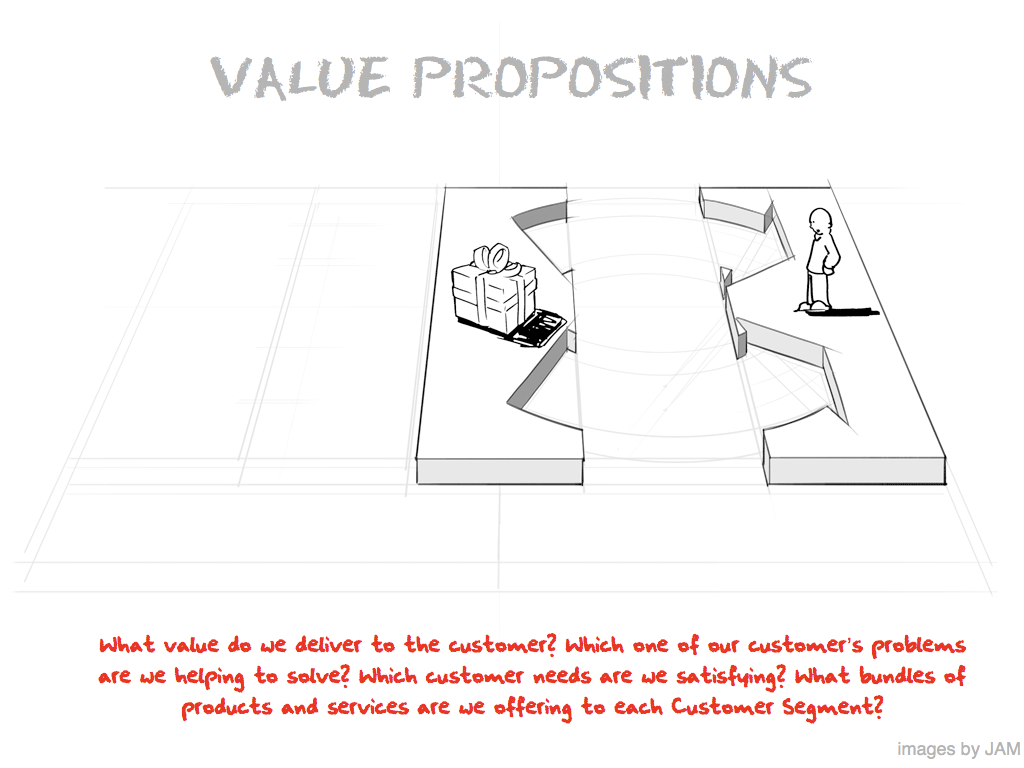 VALUE PROPOSITIONS
What value do we deliver to the customer? Which one of our customer's problems
are we helping to solve? Which customer needs are we satisfying? What bundles of
products and services are we offering to each Customer Segment?
images by JAM